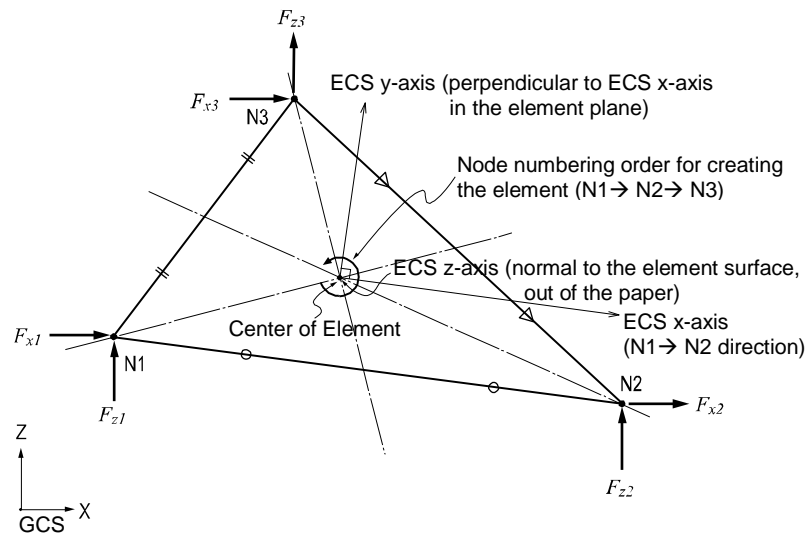 Fz3
ECS y-axis (perpendicular to ECS x-axis
in the element plane)
Fx3
N3
Node numbering order for creating
the element (N1→ N2→ N3)
ECS z-axis (normal to the element surface,
out of the paper)
Center of Element
ECS x-axis
(N1→ N2 direction)
Fx1
N1
N2
Fx2
Fz1
Fz2
Z
X
GCS